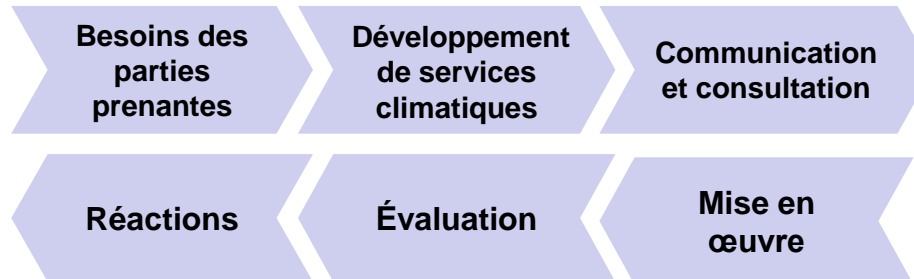 Besoins des
parties
prenantes
Développement
de services
climatiques
Communication
et consultation
Réactions
Évaluation
Mise en
œuvre